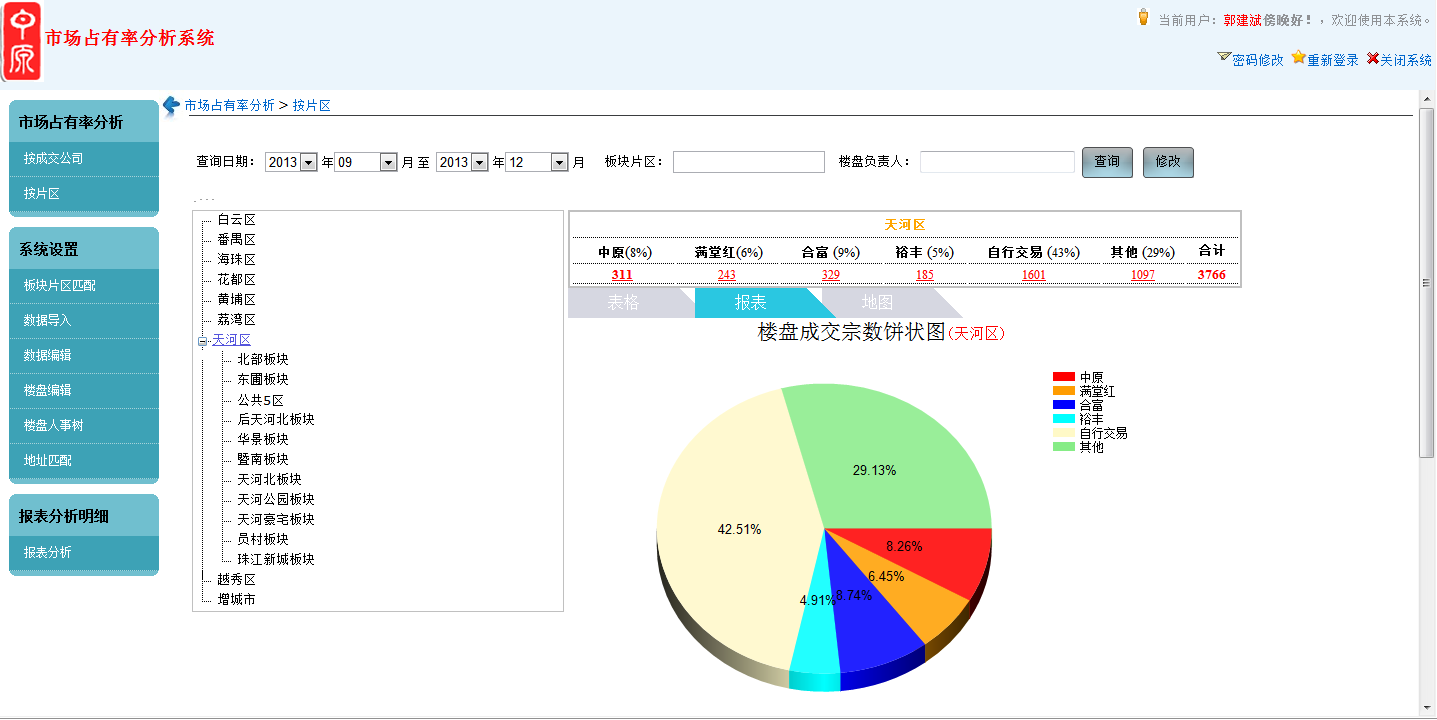 中原
市场占有率分析系统
当前用户：郭建斌傍晚好！，欢迎使用本系统。
密码修改 重新登录 关闭系统
市场占有率分析
按成交公司
按片区
系统设置
板块片区匹配
数据导入
数据编辑
楼盘编辑
楼盘人事树
地址匹配
报表分析明细
报表分析
市场占有率分析 > 按片区
查询日期： 2013 年 09 月 至 2013 年 12 月 板块片区： 楼盘负责人： 查询 修改
白云区
番禺区
海珠区
花都区
黄埔区
荔湾区
天河区
北部板块
东圃板块
公共5区
后天河北板块
华景板块
暨南板块
天河北板块
天河公园板块
天河豪宅板块
员村板块
珠江新城板块
越秀区
增城市
天河区
中原(8%) 满堂红(6%) 合富 (9%) 裕丰 (5%) 自行交易 (43%) 其他 (29%) 合计
311 243 329 185 1601 1097 3766
表格 报表 地图
楼盘成交宗数饼状图(天河区)
中原
满堂红
合富
裕丰
自行交易
其他
29.13%
42.51%
8.26%
6.45%
8.74%
4.91%